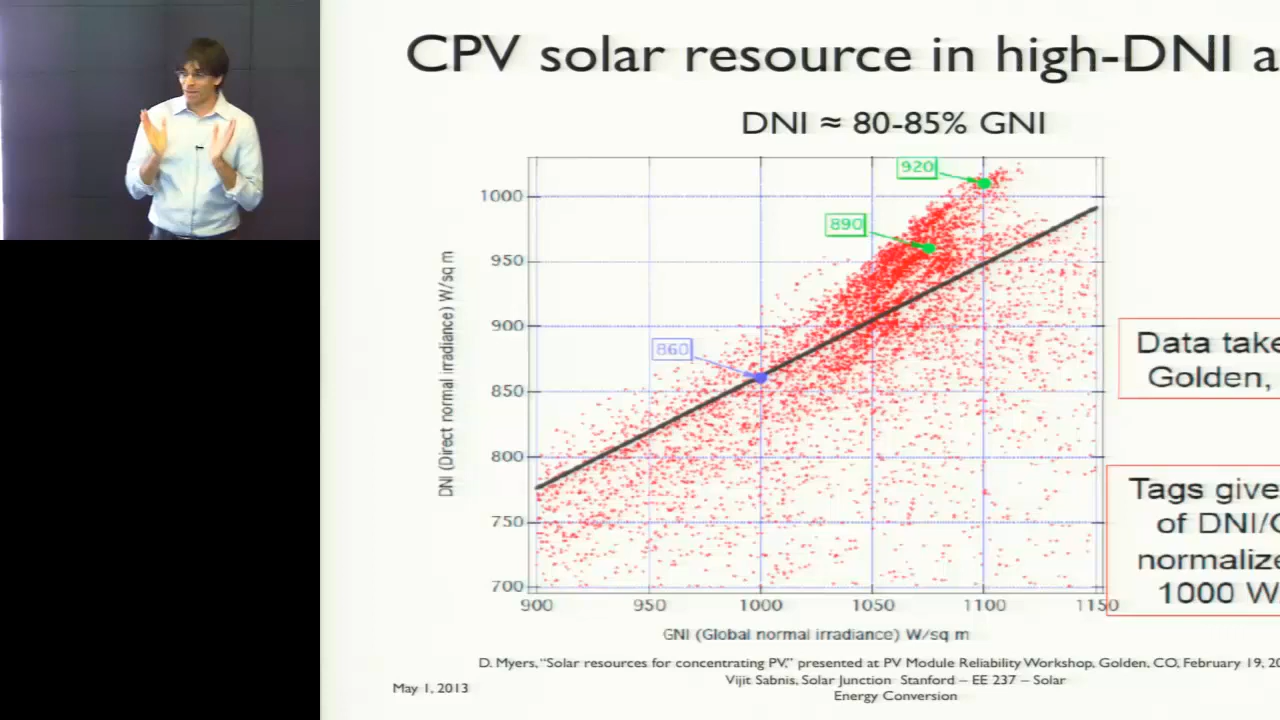 CPV solar resource in high-DNI a
DNI ≈ 80-85% GNI
920
1000
890
950
900
860
850
800
750
700
900 950 1000 1050 1100 1150
DNI (Direct normal irradiance) W/sq m
GNI (Global normal irradiance) W/sq m
Data take
Golden,
Tags give
of DNI/
normalize
1000 W
D. Myers, "Solar resources for concentrating PV," presented at PV Module Reliability Workshop, Golden, CO, February 19, 20
May 1, 2013
Vijit Sabnis, Solar Junction Stanford – EE 237 – Solar
Energy Conversion